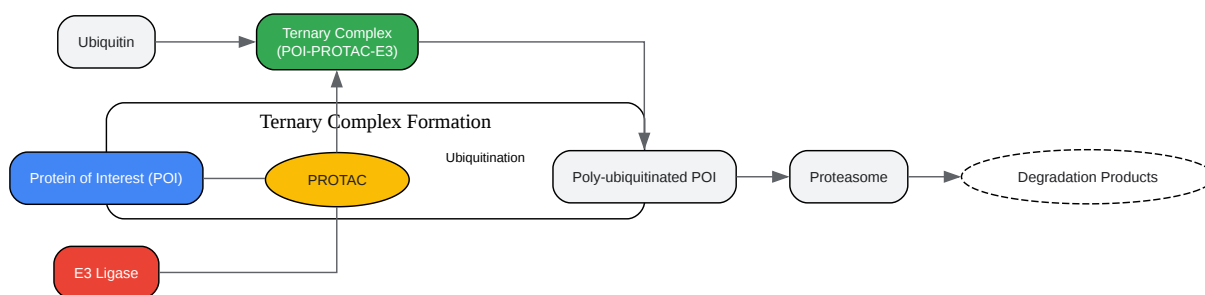 Ubiquitin
Ternary Complex
(POI-PROTAC-E3)
Ternary Complex Formation
Ubiquitination
Protein of Interest (POI)
PROTAC
Poly-ubiquitinated POI
Proteasome
Degradation Products
E3 Ligase